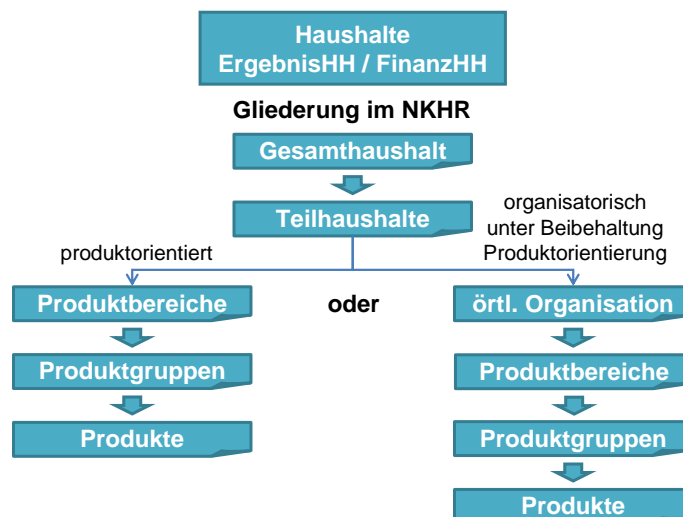 Haushalte
ErgebnisHH / FinanzHH
Gliederung im NKHR
Gesamthaushalt
Teilhaushalte
organisatorisch
unter Beibehaltung
Produktorientierung
produktorientiert
Produktbereiche
oder
örtl. Organisation
Produktgruppen
Produktbereiche
Produkte
Produktgruppen
Produkte